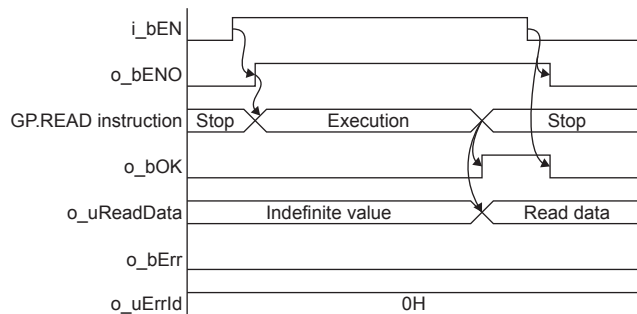 i_bEN
o_bENO
GP.READ instruction Stop Execution Stop
o_bOK
o_uReadData Indefinite value Read data
o_bErr
o_uErrId 0H